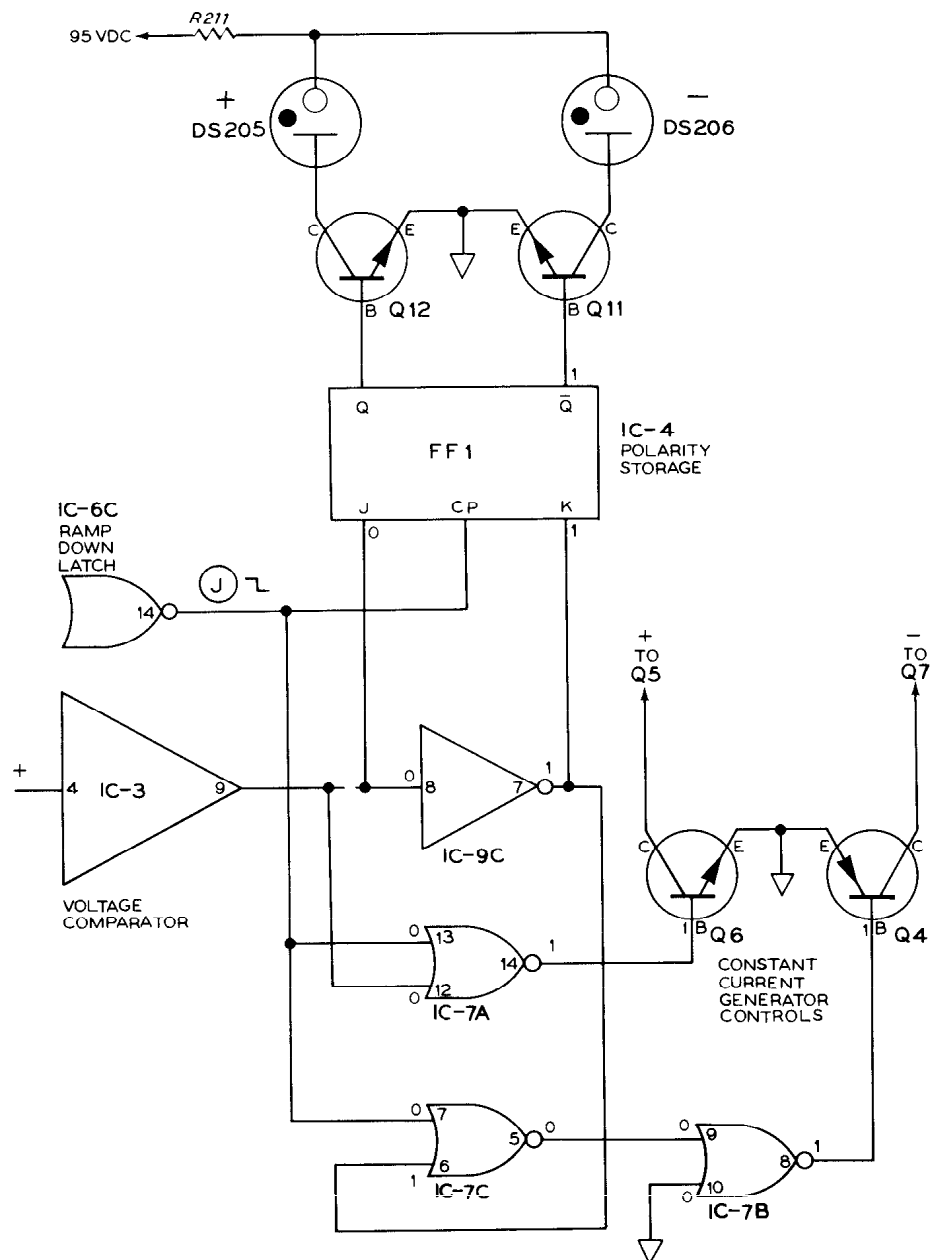 R211
95 VDC
+
DS205
−
DS206
C
E
E
C
B
Q12
B
Q11
1
Q
Q̅
FF1
IC-4
POLARITY
STORAGE
J
CP
K
0
1
IC-6C
RAMP
DOWN
LATCH
14
J
+
TO
Q5
−
TO
Q7
+
4
IC-3
9
0
8
7
1
IC-9C
VOLTAGE
COMPARATOR
C
E
E
C
1
B
Q6
1
B
Q4
0
13
14
1
0
12
IC-7A
CONSTANT
CURRENT
GENERATOR
CONTROLS
0
7
5
0
6
1
IC-7C
0
9
8
1
10
0
IC-7B